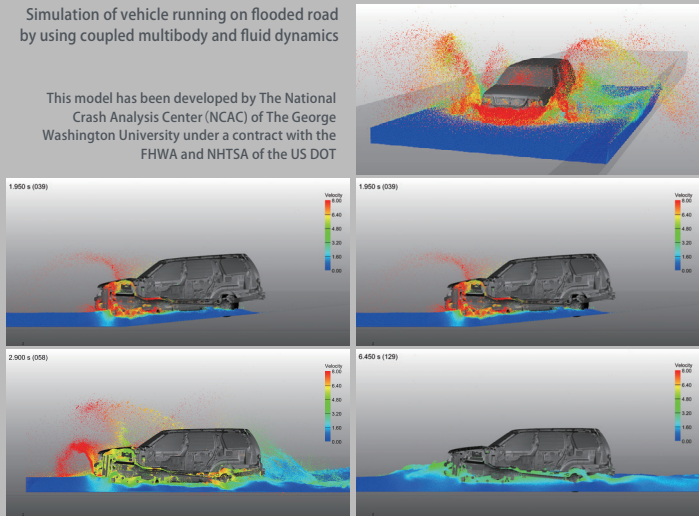 Simulation of vehicle running on flooded road
by using coupled multibody and fluid dynamics
This model has been developed by The National
Crash Analysis Center (NCAC) of The George
Washington University under a contract with the
FHWA and NHTSA of the US DOT
1.950 s (039)
Velocity
8.00
6.40
4.80
3.20
1.60
0.00
1.950 s (039)
Velocity
8.00
6.40
4.80
3.20
1.60
0.00
2.900 s (058)
Velocity
8.00
6.40
4.80
3.20
1.60
0.00
6.450 s (129)
Velocity
8.00
6.40
4.80
3.20
1.60
0.00